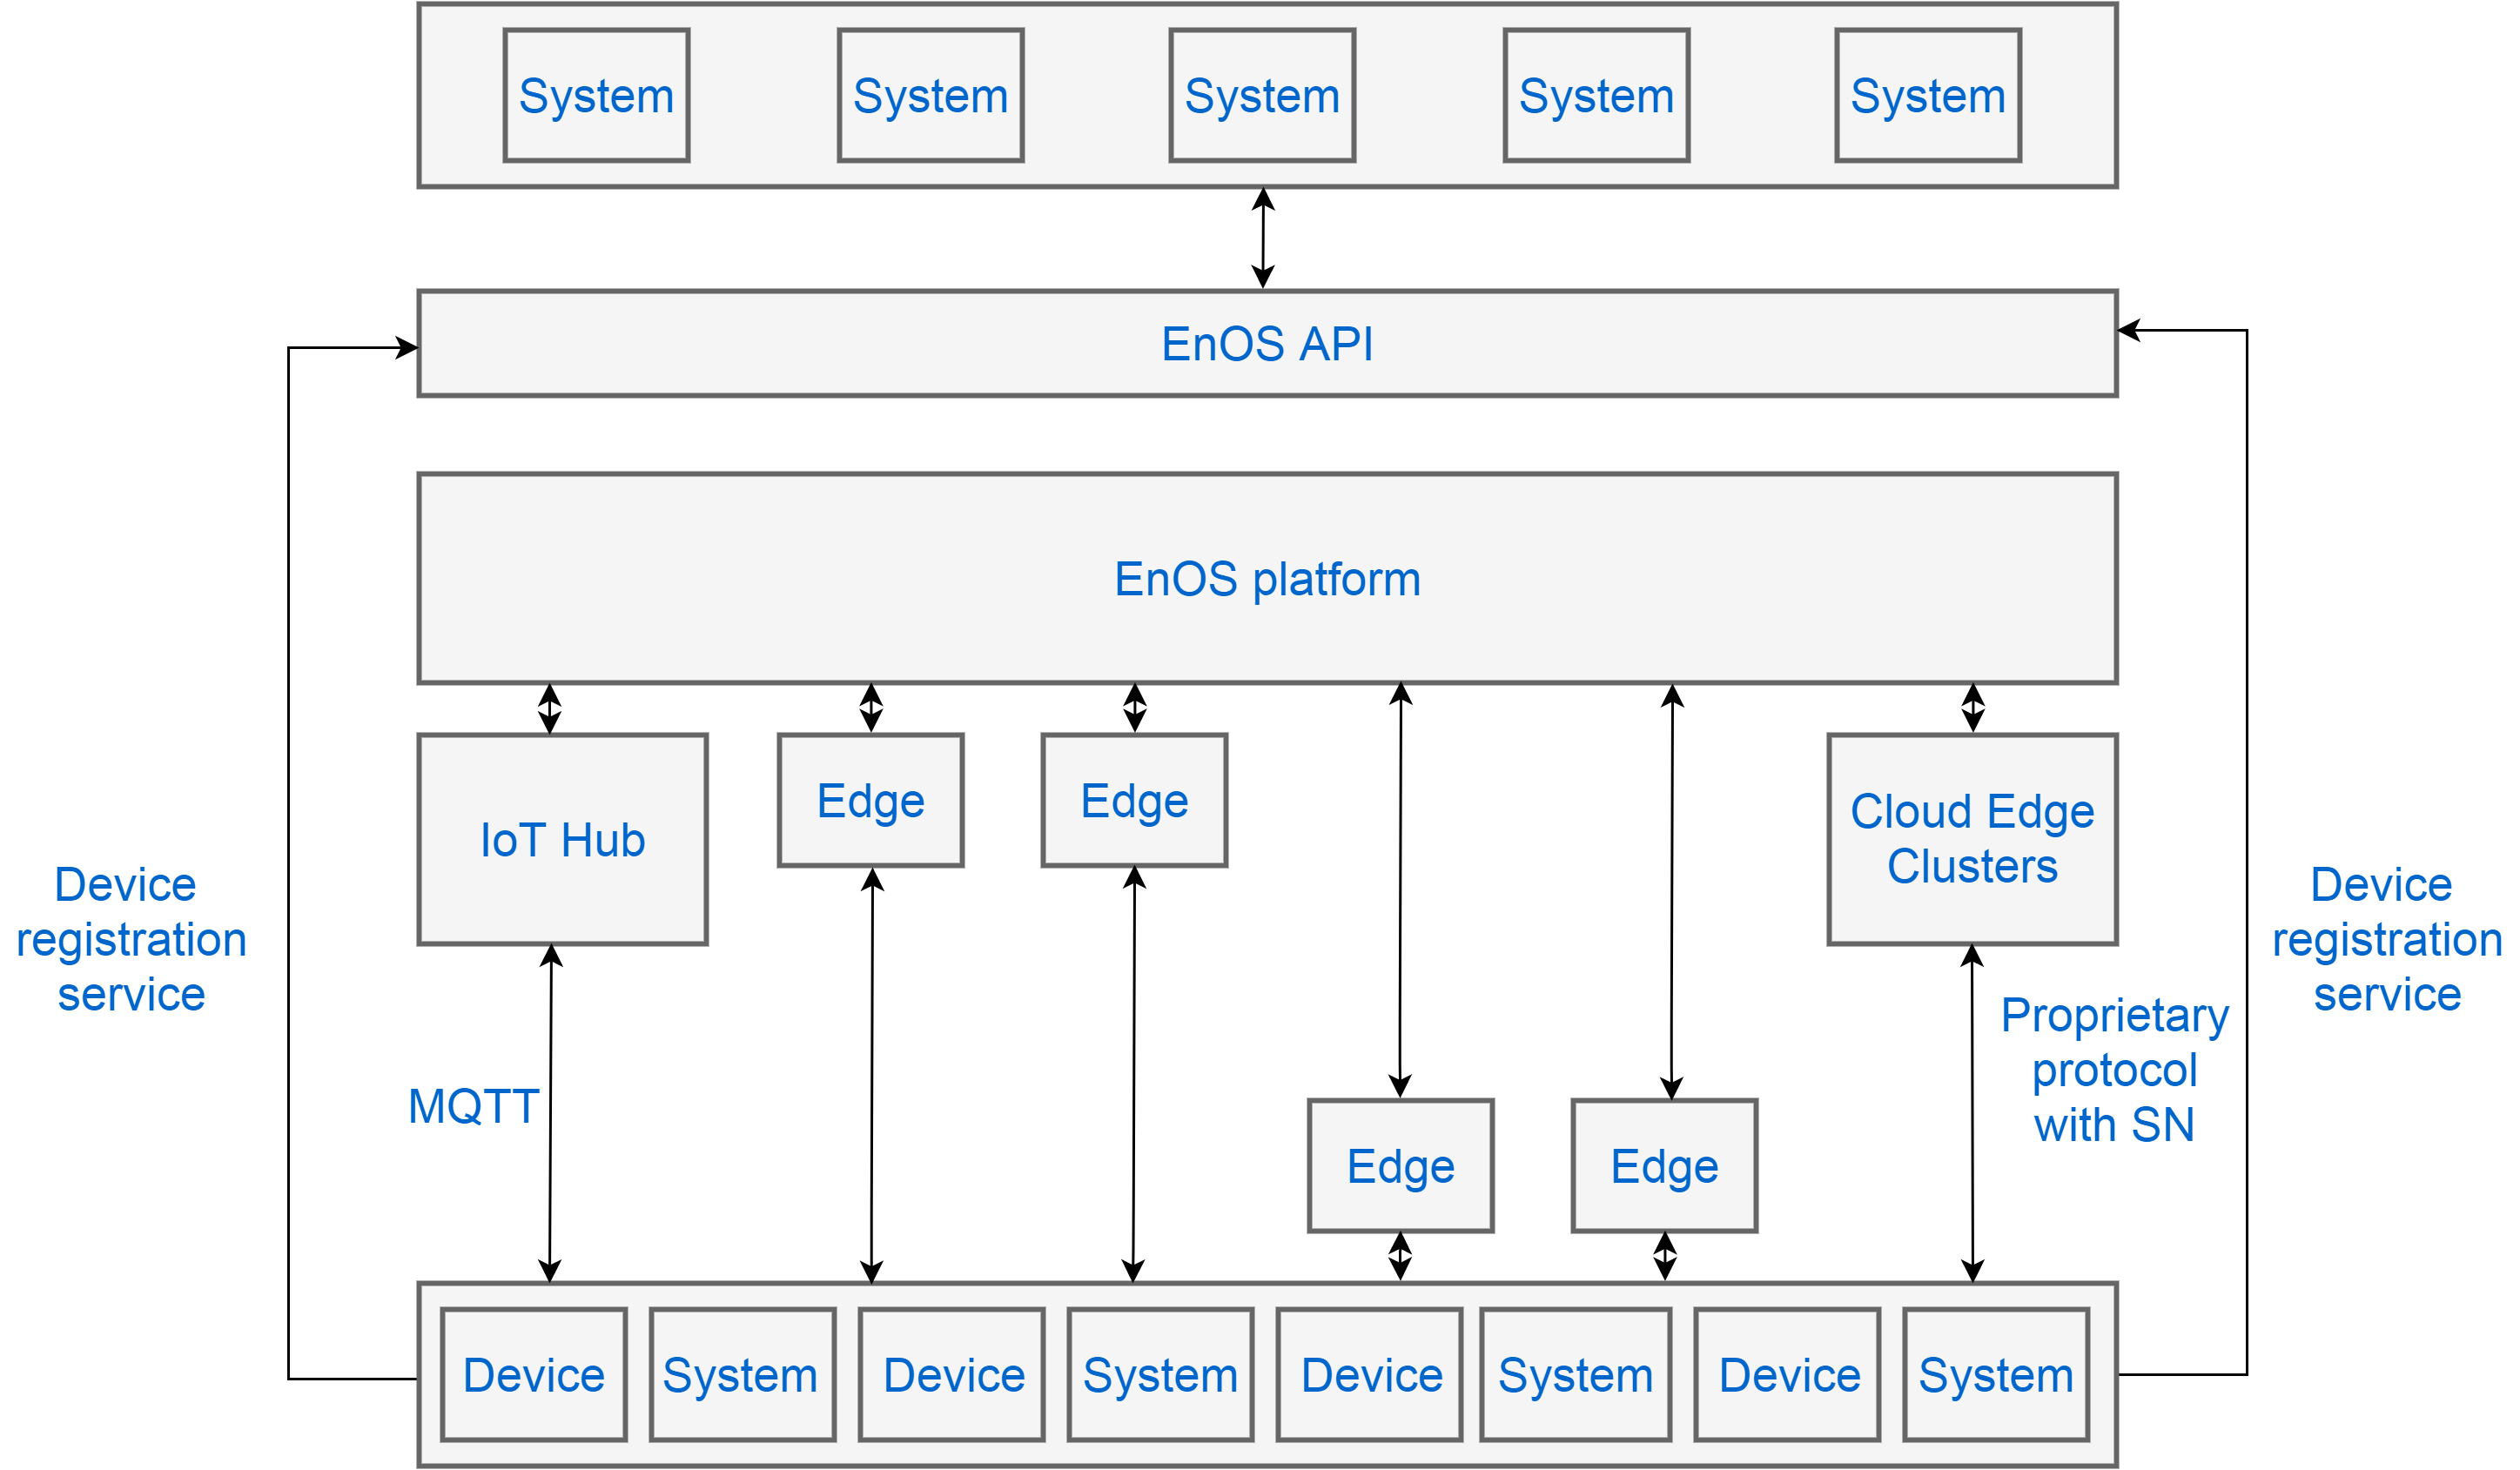 System
System
System
System
System
EnOS API
EnOS platform
IoT Hub
Edge
Edge
Cloud Edge
Clusters
Device
registration
service
Device
registration
service
MQTT
Proprietary
protocol
with SN
Edge
Edge
Device
System
Device
System
Device
System
Device
System